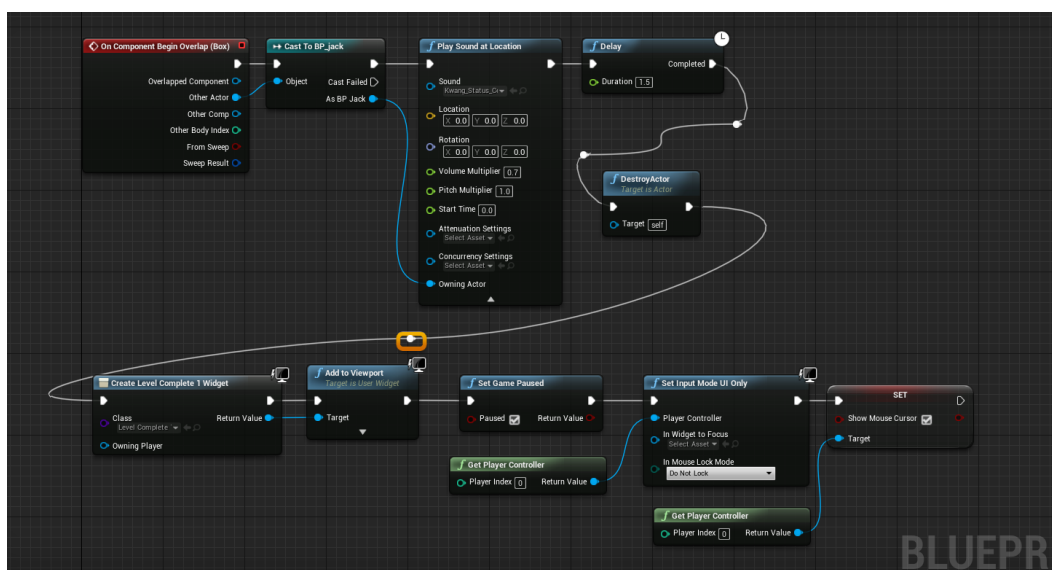 On Component Begin Overlap (Box)
Overlapped Component
Other Actor
Other Comp
Other Body Index
From Sweep
Sweep Result
Cast To BP_jack
Object
Cast Failed
As BP Jack
Play Sound at Location
Sound
Kwang_Status_Ce
Location
X 0.0 Y 0.0 Z 0.0
Rotation
X 0.0 Y 0.0 Z 0.0
Volume Multiplier 0.7
Pitch Multiplier 1.0
Start Time 0.0
Attenuation Settings
Select Asset
Concurrency Settings
Select Asset
Owning Actor
Delay
Completed
Duration 1.5
DestroyActor
Target is Actor
Target self
Create Level Complete 1 Widget
Class
Level Complete
Return Value
Owning Player
Add to Viewport
Target is User Widget
Target
Set Game Paused
Paused Return Value
Get Player Controller
Player Index 0 Return Value
Set Input Mode UI Only
Player Controller
In Widget to Focus
Select Asset
In Mouse Lock Mode
Do Not Lock
SET
Show Mouse Cursor
Target
Get Player Controller
Player Index 0 Return Value
BLUEPR